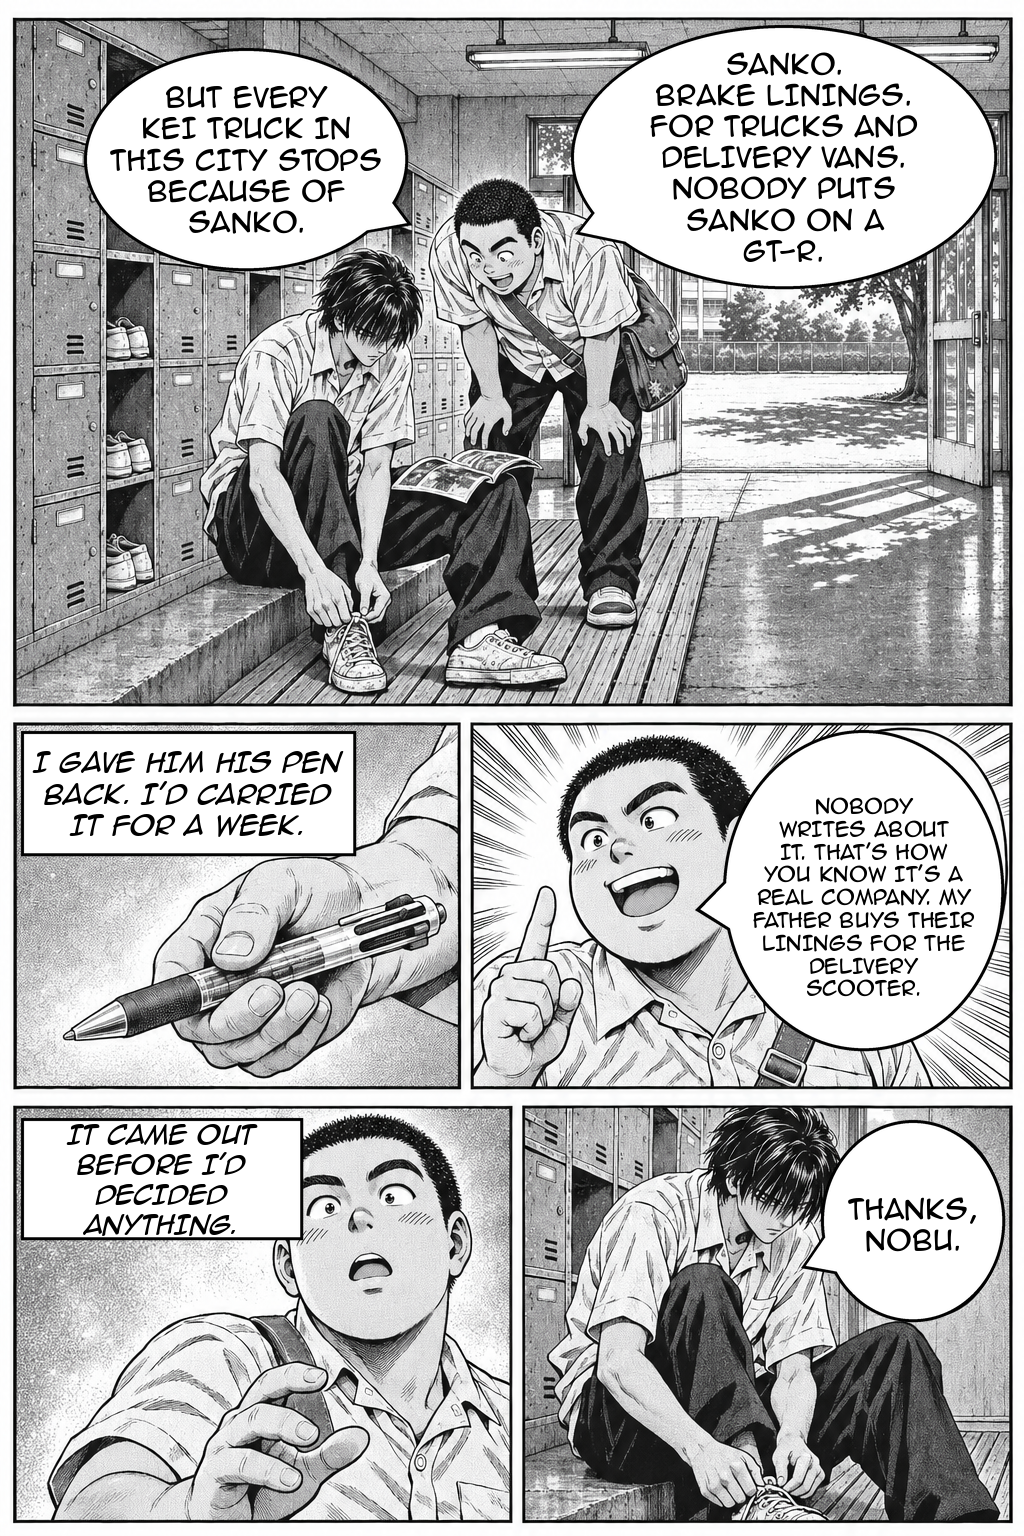 SANKO.
BRAKE LININGS.
FOR TRUCKS AND
DELIVERY VANS.
NOBODY PUTS
SANKO ON A
GT-R.
BUT EVERY
KEI TRUCK IN
THIS CITY STOPS
BECAUSE OF
SANKO.
NOBODY
WRITES ABOUT
IT. THAT'S HOW
YOU KNOW IT'S A
REAL COMPANY. MY
FATHER BUYS THEIR
LININGS FOR THE
DELIVERY
SCOOTER.
I GAVE HIM HIS PEN
BACK. I'D CARRIED
IT FOR A WEEK.
THANKS,
NOBU.
IT CAME OUT
BEFORE I'D
DECIDED
ANYTHING.